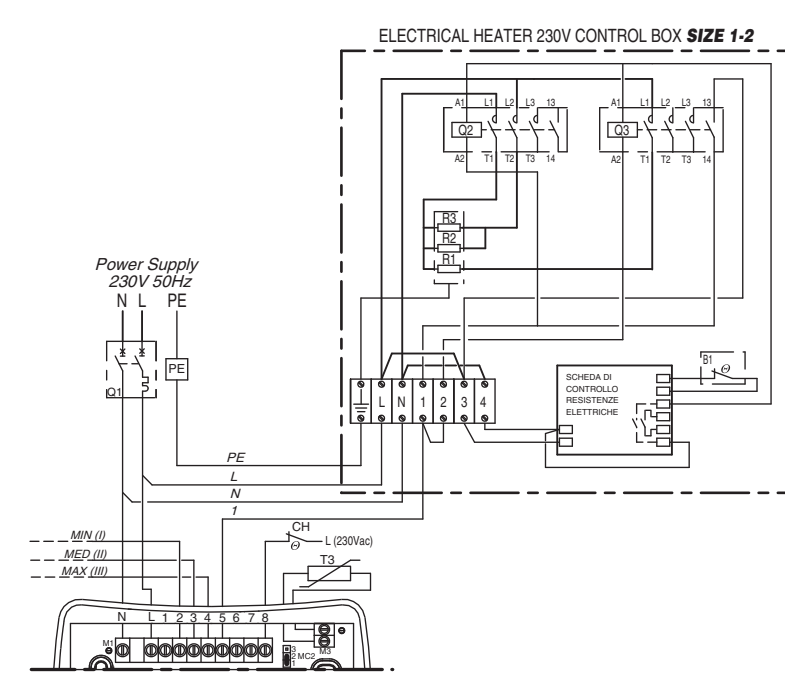 ELECTRICAL HEATER 230V CONTROL BOX SIZE 1-2
A1 L1 L2 L3 13
A1 L1 L2 L3 13
Q2
Q3
A2 T1 T2 T3 14
A2 T1 T2 T3 14
R3
R2
R1
Power Supply
230V 50Hz
N L PE
PE
Q1
B1
SCHEDA DI
CONTROLLO
RESISTENZE
ELETTRICHE
L N 1 2 3 4
PE
L
N
1
MIN (I)
MED (II)
MAX (III)
CH
L (230Vac)
T3
N L 1 2 3 4 5 6 7 8
M1
3
2 MC2
1
M3